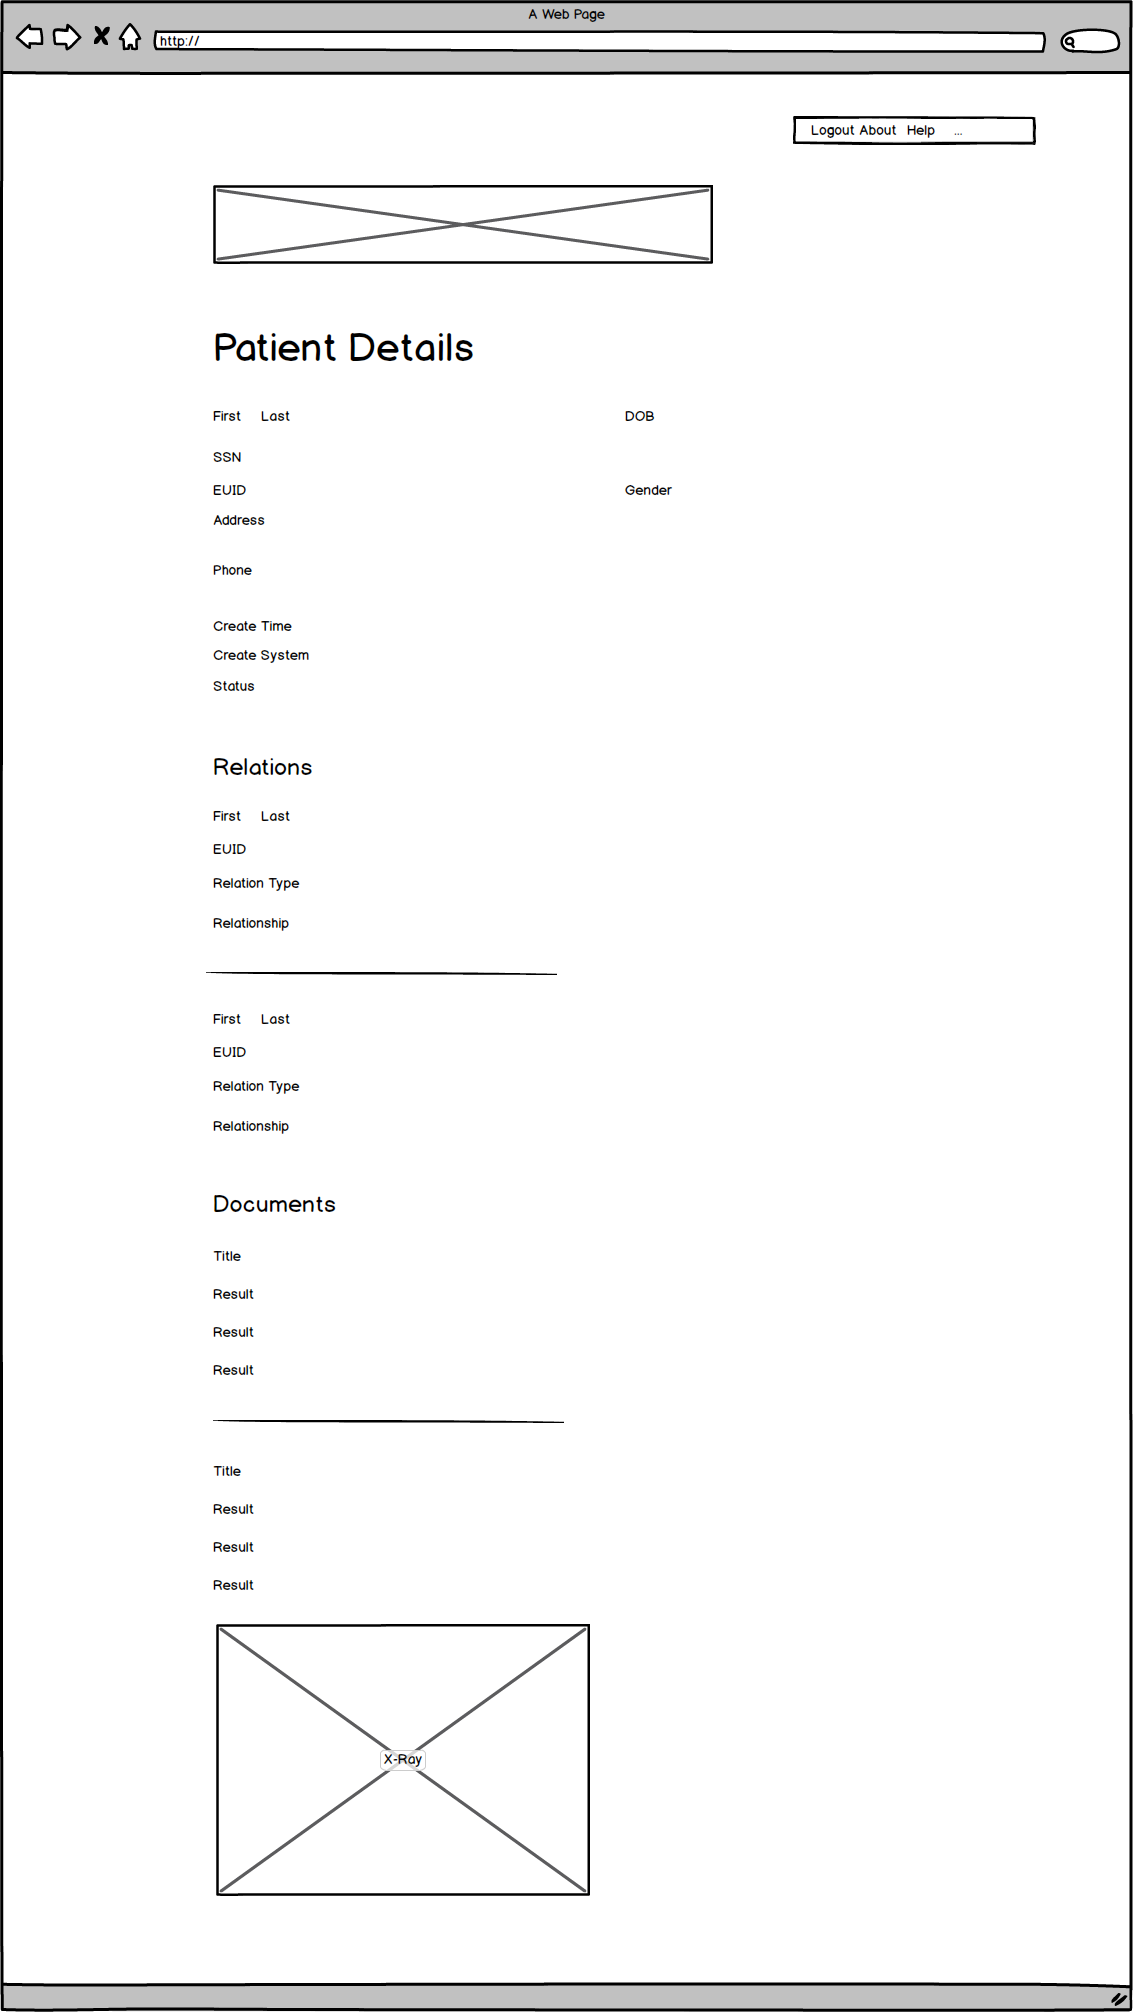 A Web Page
http://
Logout About Help ...
Patient Details
First Last DOB
SSN
EUID Gender
Address
Phone
Create Time
Create System
Status
Relations
First Last
EUID
Relation Type
Relationship
First Last
EUID
Relation Type
Relationship
Documents
Title
Result
Result
Result
Title
Result
Result
Result
X-Ray